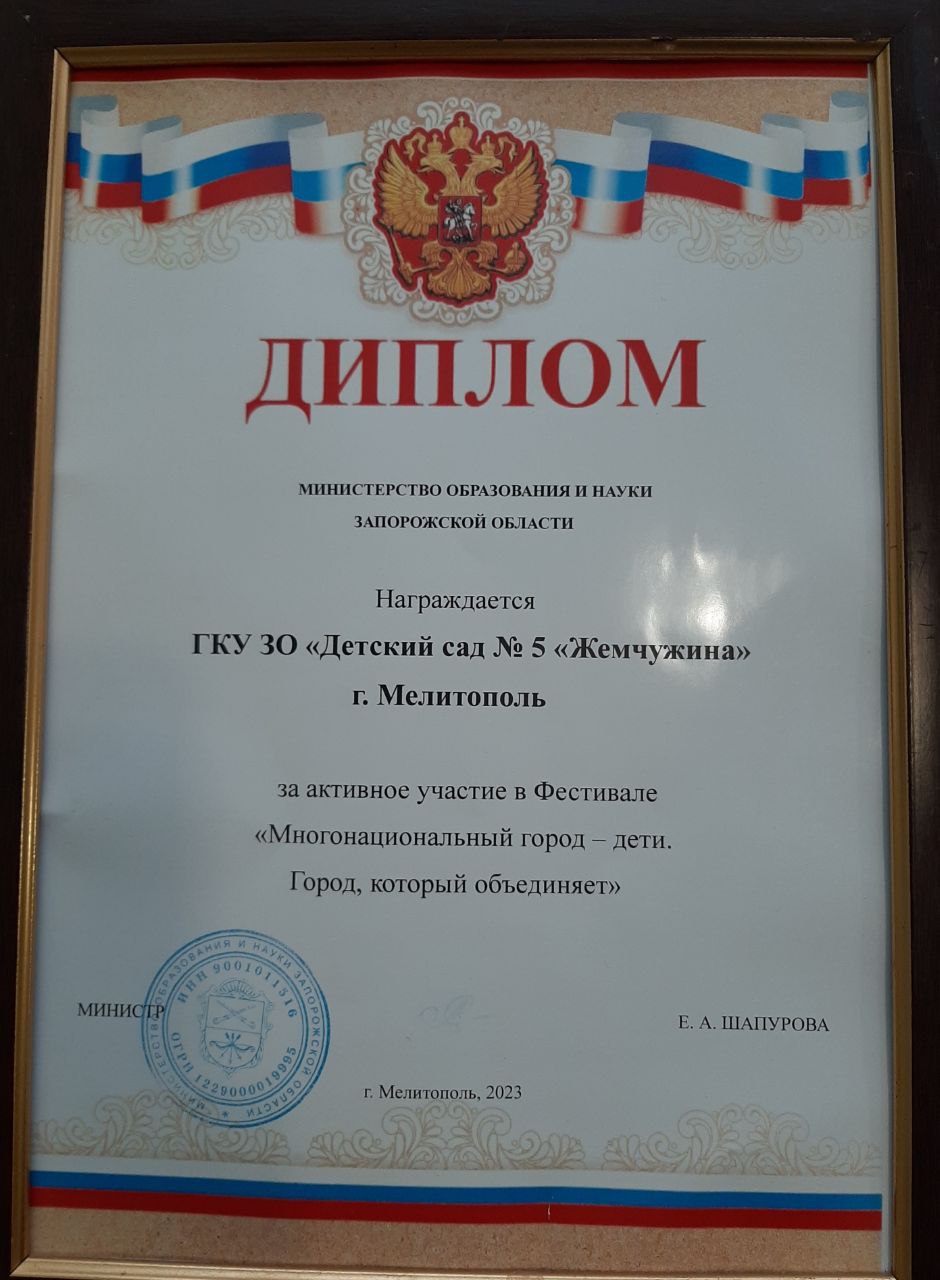 ДИПЛОМ
МИНИСТЕРСТВО ОБРАЗОВАНИЯ И НАУКИ
ЗАПОРОЖСКОЙ ОБЛАСТИ
Награждается
ГКУ ЗО «Детский сад № 5 «Жемчужина»
г. Мелитополь
за активное участие в Фестивале
«Многонациональный город – дети.
Город, который объединяет»
МИНИСТР
Е. А. ШАПУРОВА
МИНИСТЕРСТВО ОБРАЗОВАНИЯ И НАУКИ ЗАПОРОЖСКОЙ ОБЛАСТИ
ИНН 9001011516
ОГРН 1229000019995
г. Мелитополь, 2023